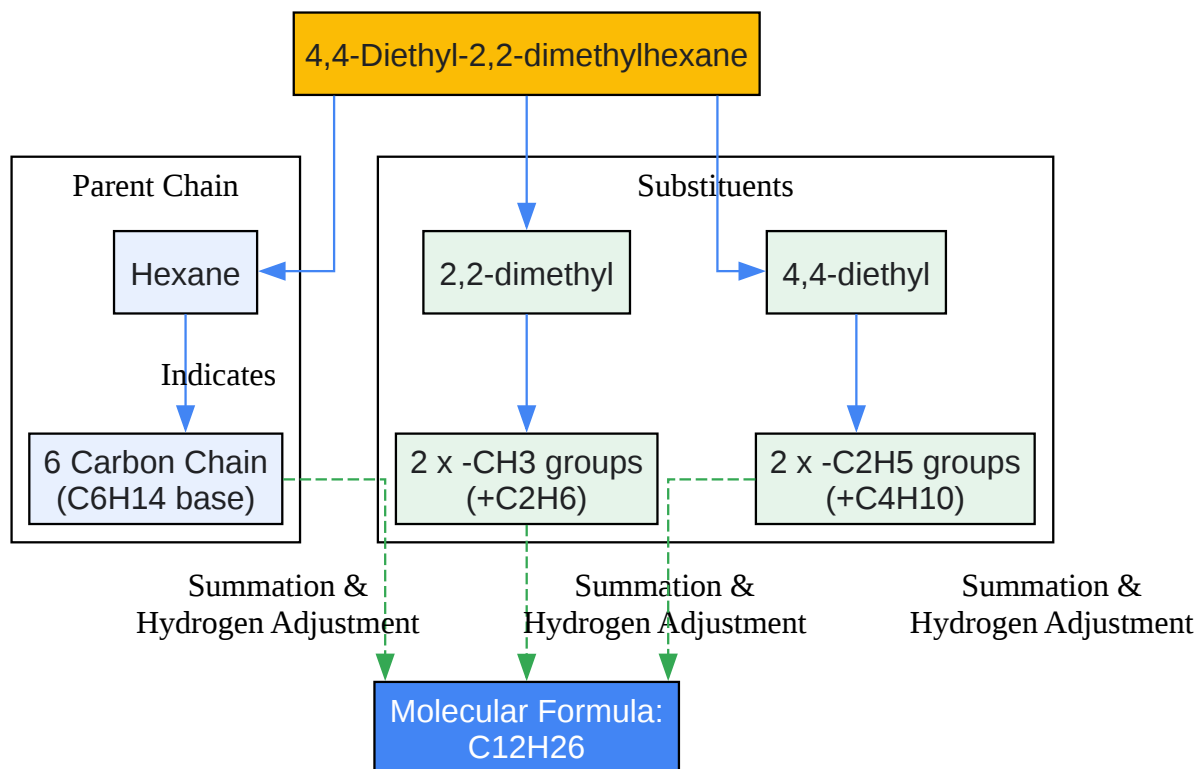 4,4-Diethyl-2,2-dimethylhexane
Parent Chain
Substituents
Hexane
2,2-dimethyl
4,4-diethyl
Indicates
6 Carbon Chain
(C6H14 base)
2 x -CH3 groups
(+C2H6)
2 x -C2H5 groups
(+C4H10)
Summation &
Hydrogen Adjustment
Summation &
Hydrogen Adjustment
Summation &
Hydrogen Adjustment
Molecular Formula:
C12H26